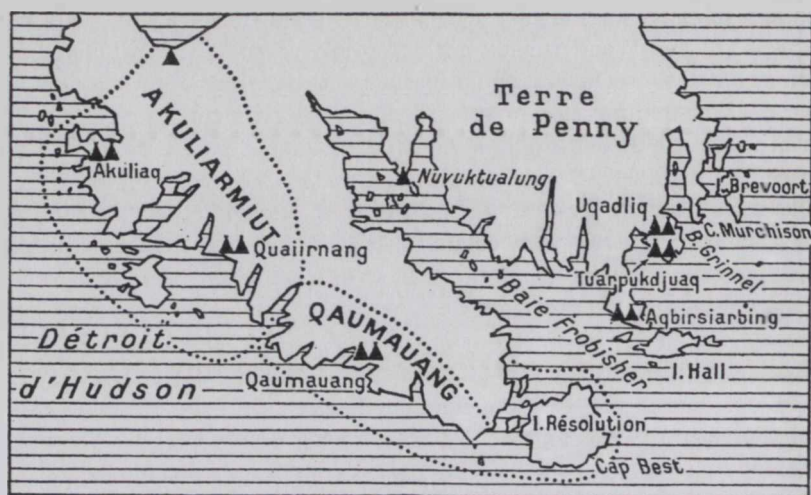 Terre
de Penny
AKULIARMIUT
Akuliaq
Nuvuktualung
I. Brevoort
Uqadliq
C. Murchison
B. Grinnel
Quaiirnang
Tuarpukdjuaq
Baie Frobisher
QAUMAUANG
Aqbirsiarbing
Détroit
d'Hudson
I. Hall
Qaumauang
I. Résolution
Cap Best